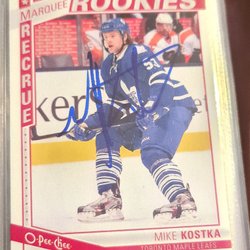 MARQUEE
ROOKIES
RECRUE
O-Pee-Chee
MIKE KOSTKA
TORONTO MAPLE LEAFS